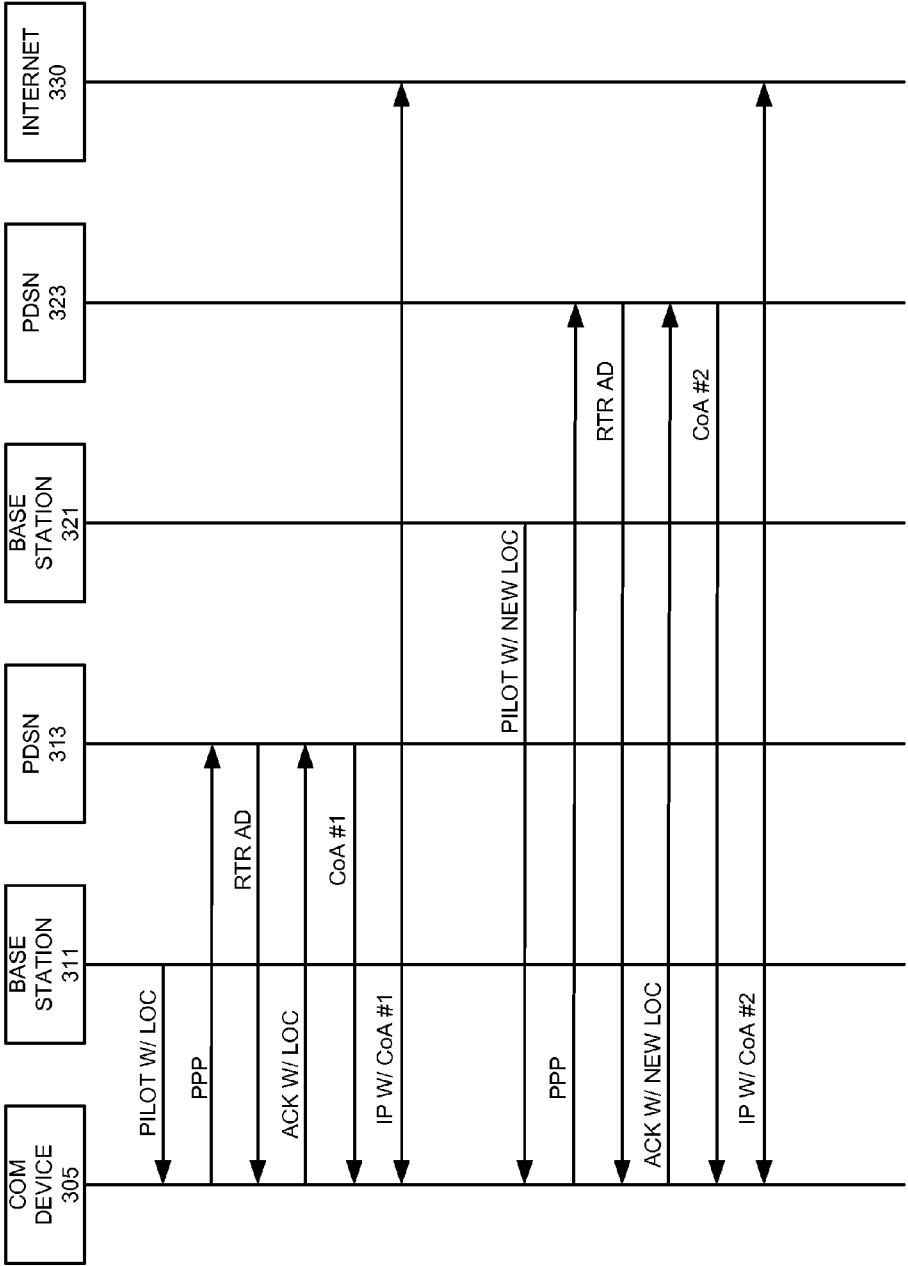 COM
DEVICE
305
BASE
STATION
311
PDSN
313
BASE
STATION
321
PDSN
323
INTERNET
330
PILOT W/ LOC
PPP
RTR AD
ACK W/ LOC
CoA #1
IP W/ CoA #1
PILOT W/ NEW LOC
PPP
RTR AD
ACK W/ NEW LOC
CoA #2
IP W/ CoA #2